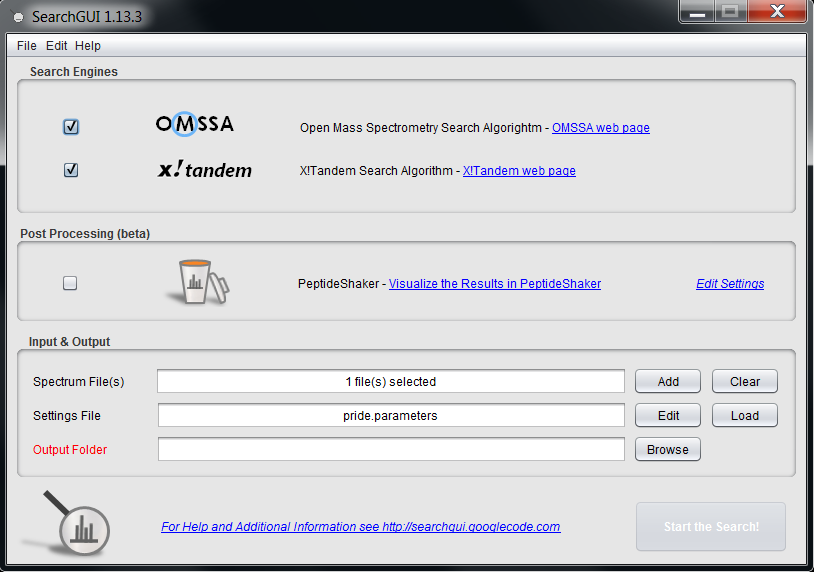 SearchGUI 1.13.3
File Edit Help
Search Engines
OMSSA Open Mass Spectrometry Search Algorightm - OMSSA web page
x!tandem X!Tandem Search Algorithm - X!Tandem web page
Post Processing (beta)
PeptideShaker - Visualize the Results in PeptideShaker Edit Settings
Input & Output
Spectrum File(s) 1 file(s) selected Add Clear
Settings File pride.parameters Edit Load
Output Folder Browse
For Help and Additional Information see http://searchgui.googlecode.com Start the Search!